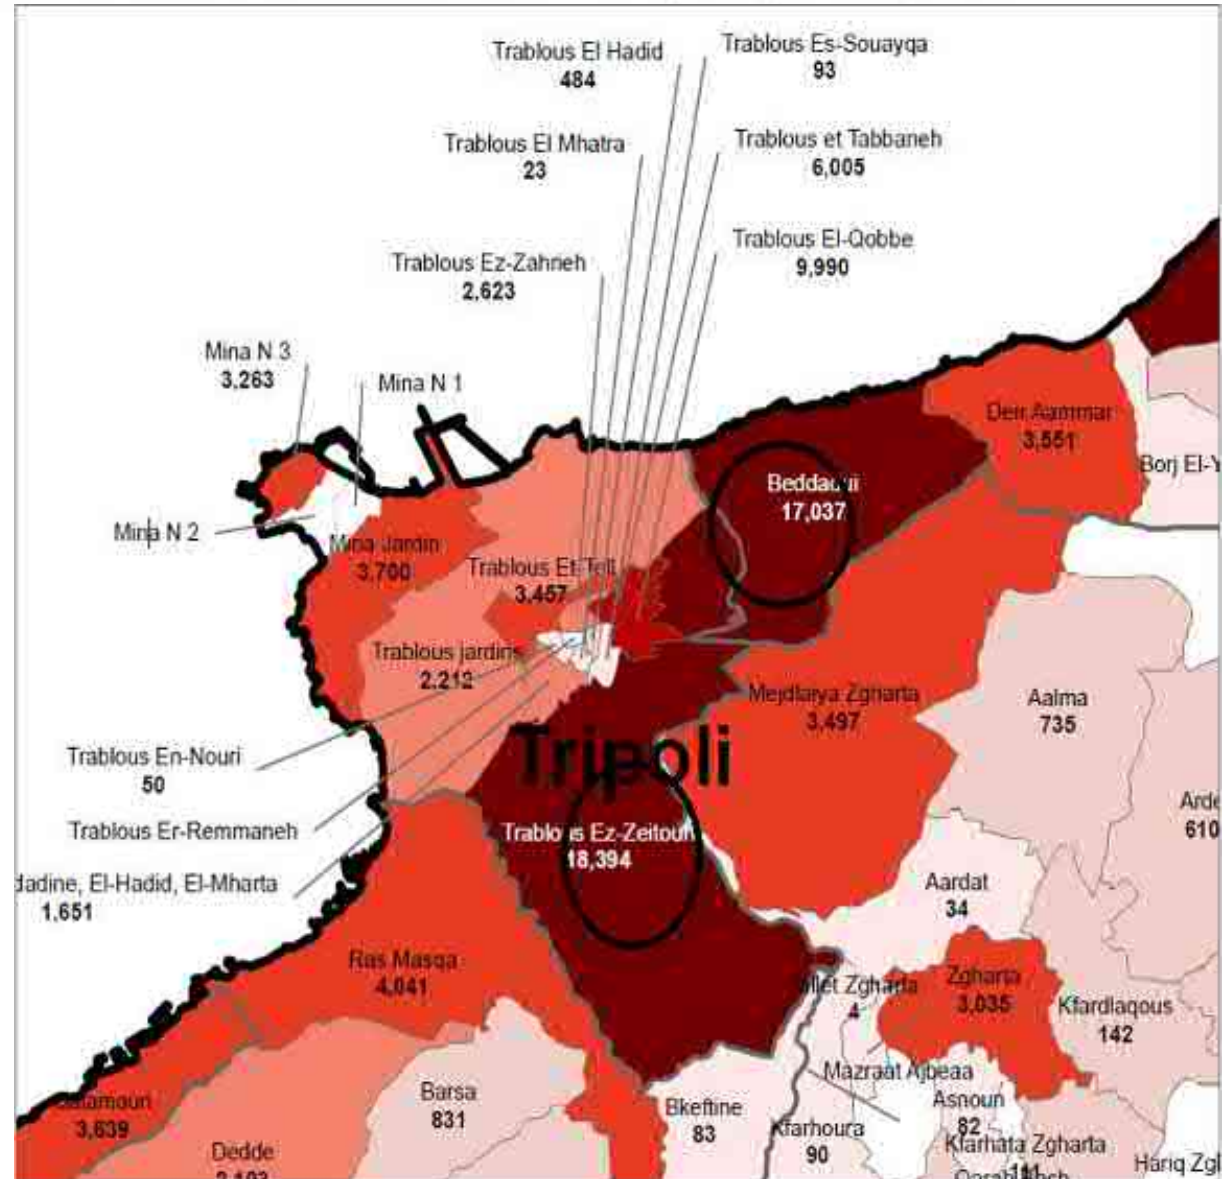 Trablous El Hadid
484
Trablous Es-Souayqa
93
Trablous El Mhatra
23
Trablous et Tabbaneh
6,005
Trablous Ez-Zahneh
2,623
Trablous El-Qobbe
9,990
Mina N 3
3,263
Mina N 1
Deir Aammar
3,551
Borj El-Y
Beddaoui
17,037
Mina N 2
Mina Jardin
3,700
Trablous Et-Tell
3,457
Trablous jardins
2,212
Mejdlaiya Zgharta
3,497
Aalma
735
Tripoli
Trablous En-Nouri
50
Arde
610
Trablous Er-Remmaneh
Trablous Ez-Zeitoun
18,394
dadine, El-Hadid, El-Mharta
1,651
Aardat
34
Ras Masqa
4,041
Zgharta
3,035
Zgharta
4
Kfardlaqous
142
Mazraat Ajbeaa
Barsa
831
Asnoun
82
Bkeftine
83
3,639
Kfarhoura
90
Kfarhata Zgharta
Dedde
Hariq Zgl